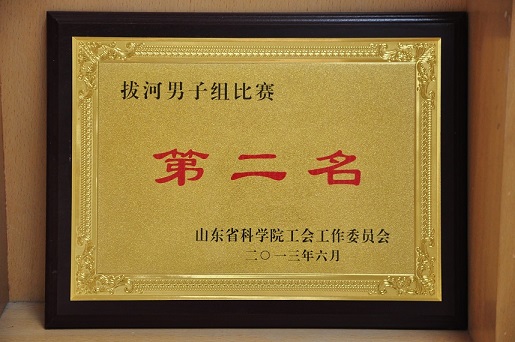 拔河男子组比赛
第二名
山东省科学院工会工作委员会
二〇一三年六月